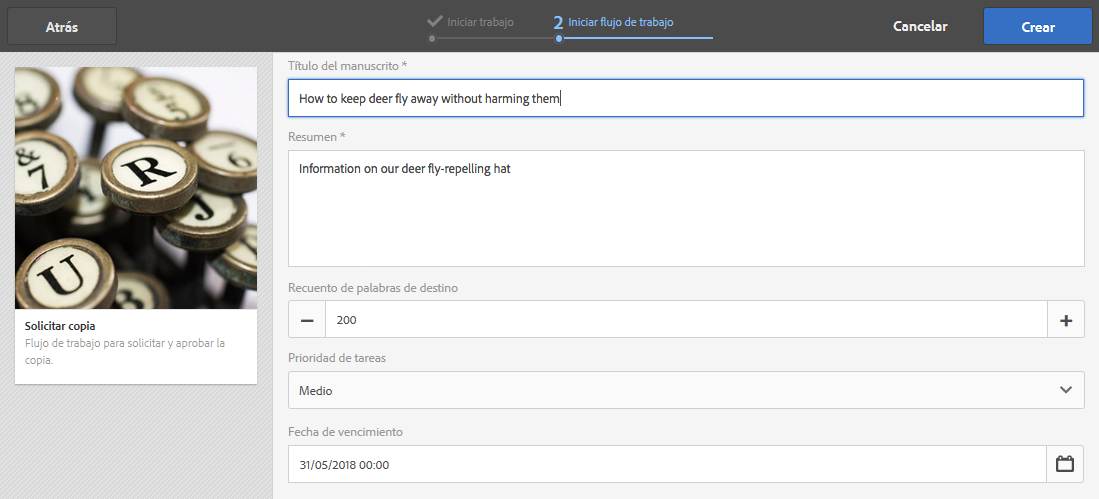 Atrás
Iniciar trabajo
2 Iniciar flujo de trabajo
Cancelar
Crear
& 7
R
6
J
U
8
Solicitar copia
Flujo de trabajo para solicitar y aprobar la
copia.
Título del manuscrito *
How to keep deer fly away without harming them
Resumen *
Information on our deer fly-repelling hat
Recuento de palabras de destino
200
Prioridad de tareas
Medio
Fecha de vencimiento
31/05/2018 00:00